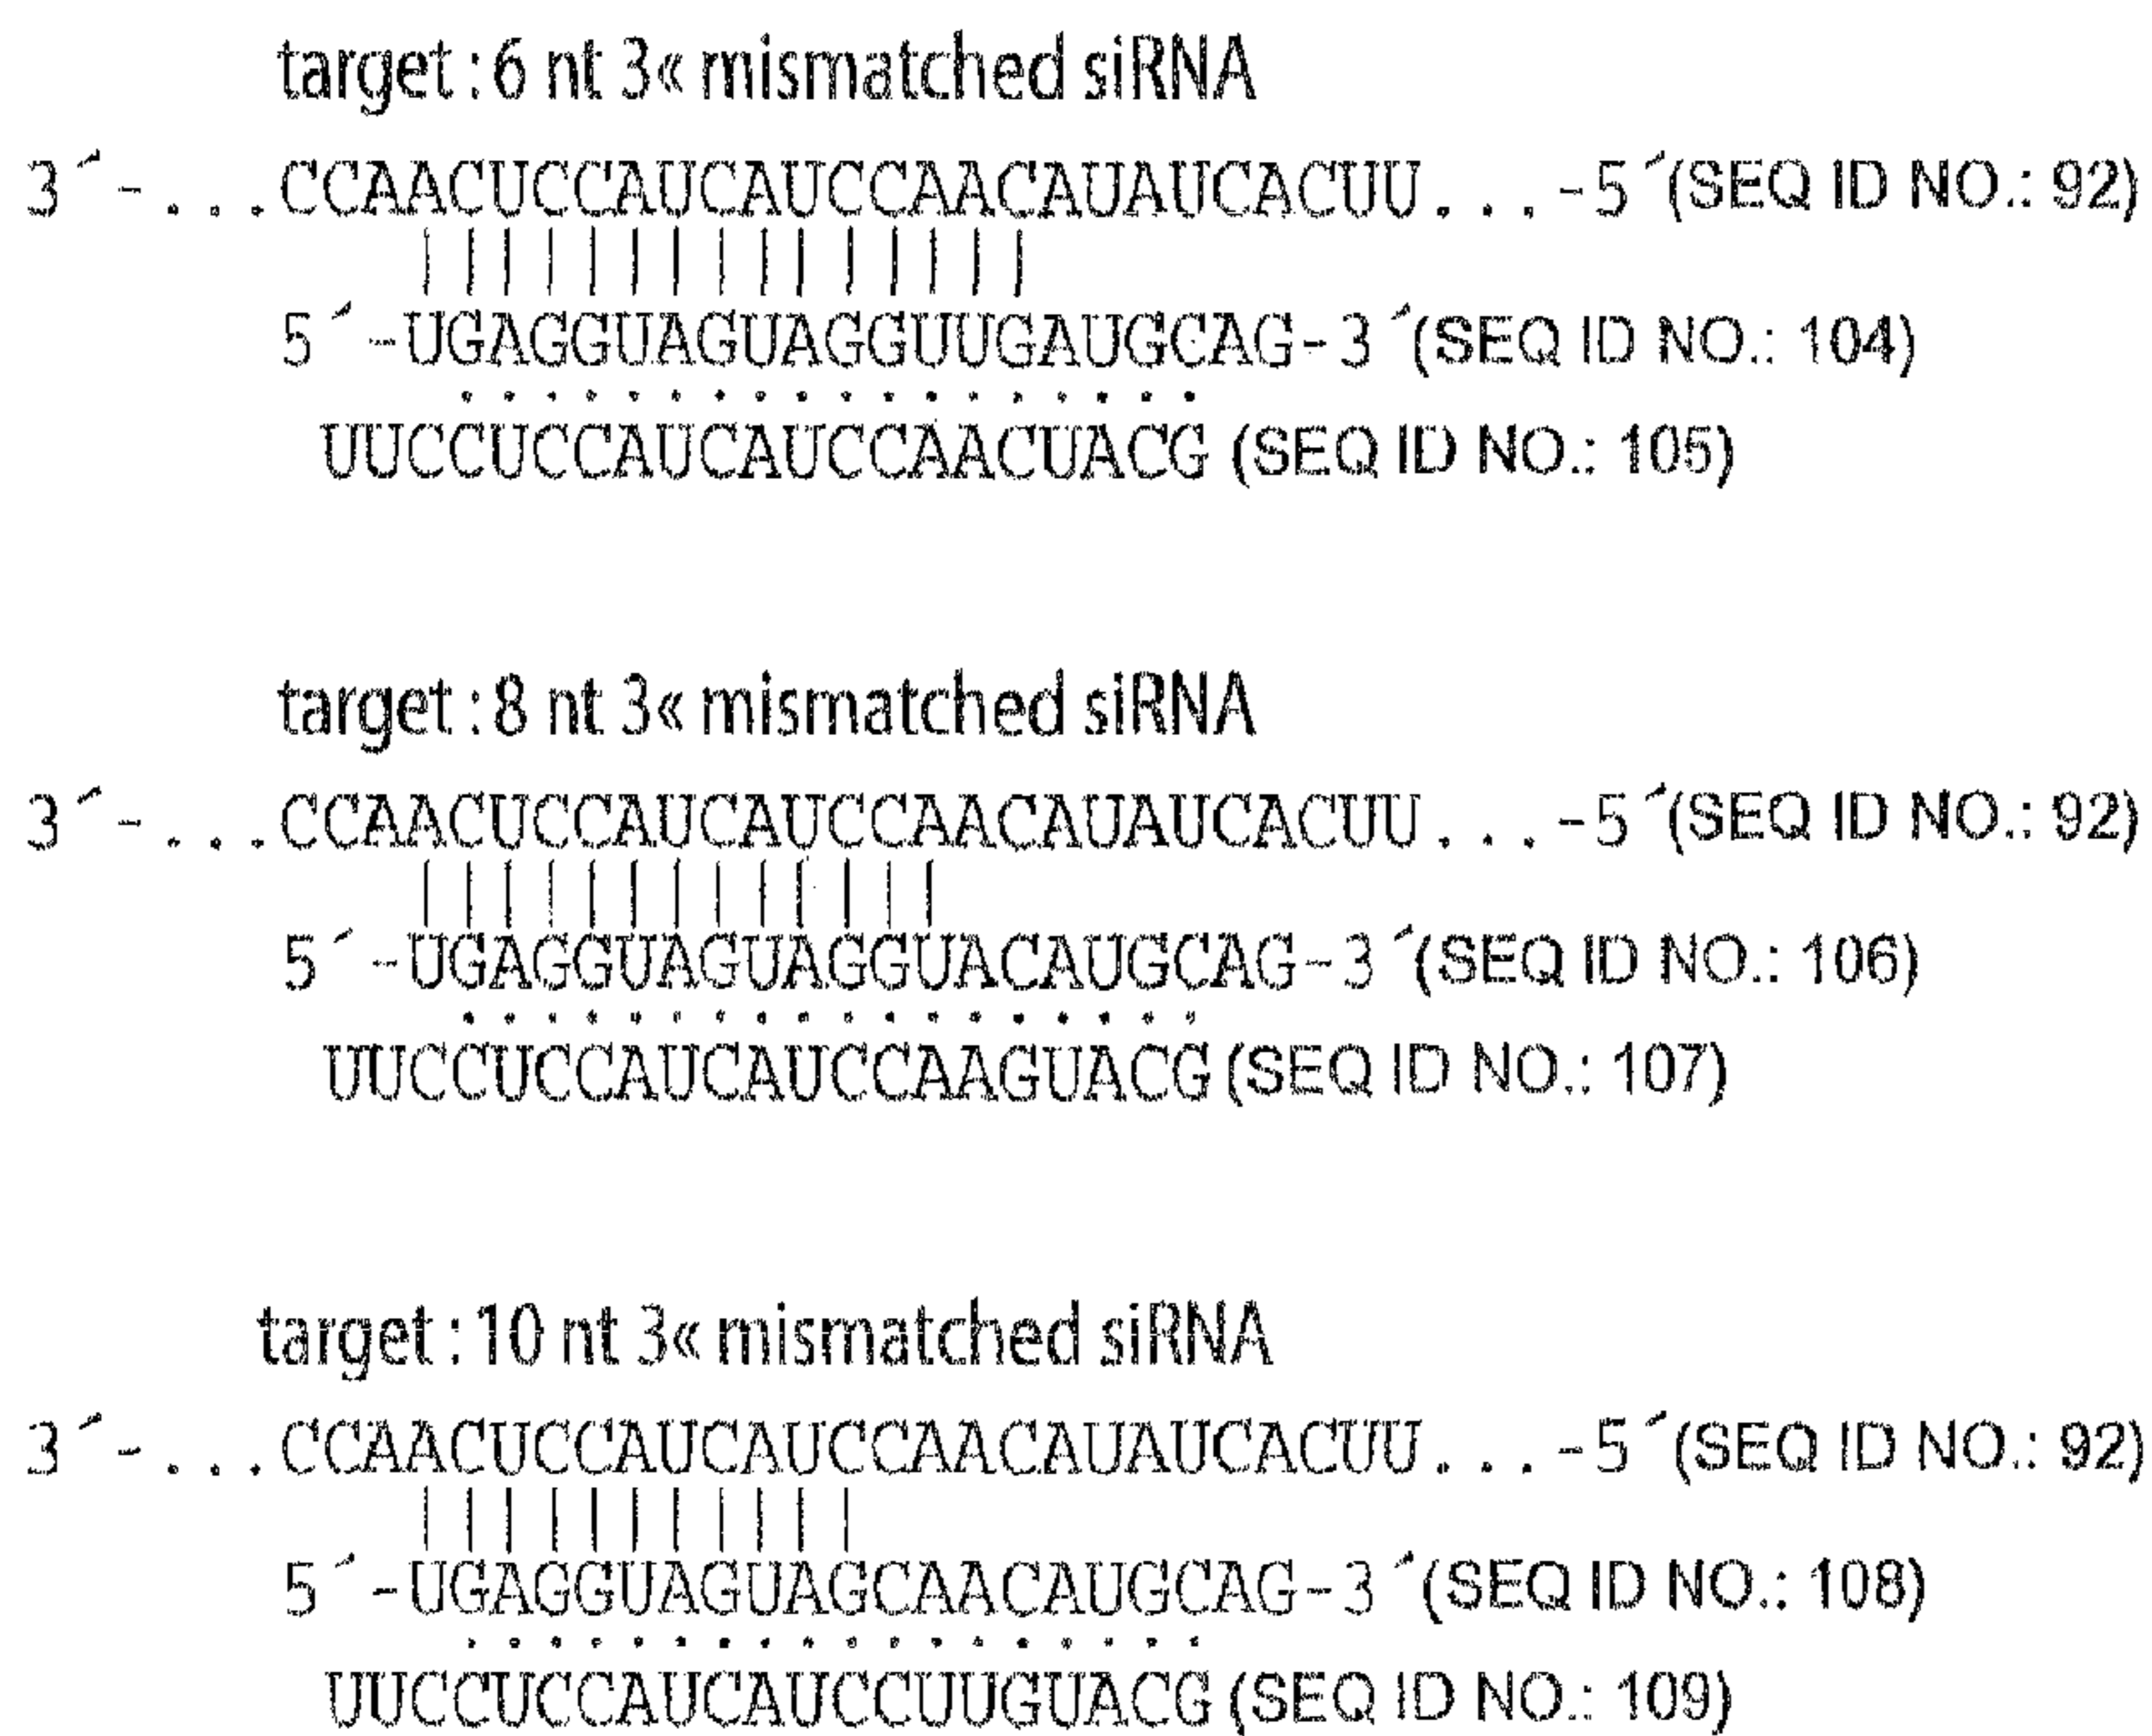 target : 6 nt 3« mismatched siRNA
3´-...CCAACUCCAUCAUCCAACAUAUCACUU...-5´(SEQ ID NO.: 92)
5´-UGAGGUAGUAGGUUGAUGCAG-3´(SEQ ID NO.: 104)
UUCCUCCAUCAUCCAACUACG (SEQ ID NO.: 105)
target : 8 nt 3« mismatched siRNA
3´-...CCAACUCCAUCAUCCAACAUAUCACUU...-5´(SEQ ID NO.: 92)
5´-UGAGGUAGUAGGUACAUGCAG-3´(SEQ ID NO.: 106)
UUCCUCCAUCAUCCAAGUACG (SEQ ID NO.: 107)
target : 10 nt 3« mismatched siRNA
3´-...CCAACUCCAUCAUCCAACAUAUCACUU...-5´(SEQ ID NO.: 92)
5´-UGAGGUAGUAGCAACAUGCAG-3´(SEQ ID NO.: 108)
UUCCUCCAUCAUCCUUGUACG (SEQ ID NO.: 109)